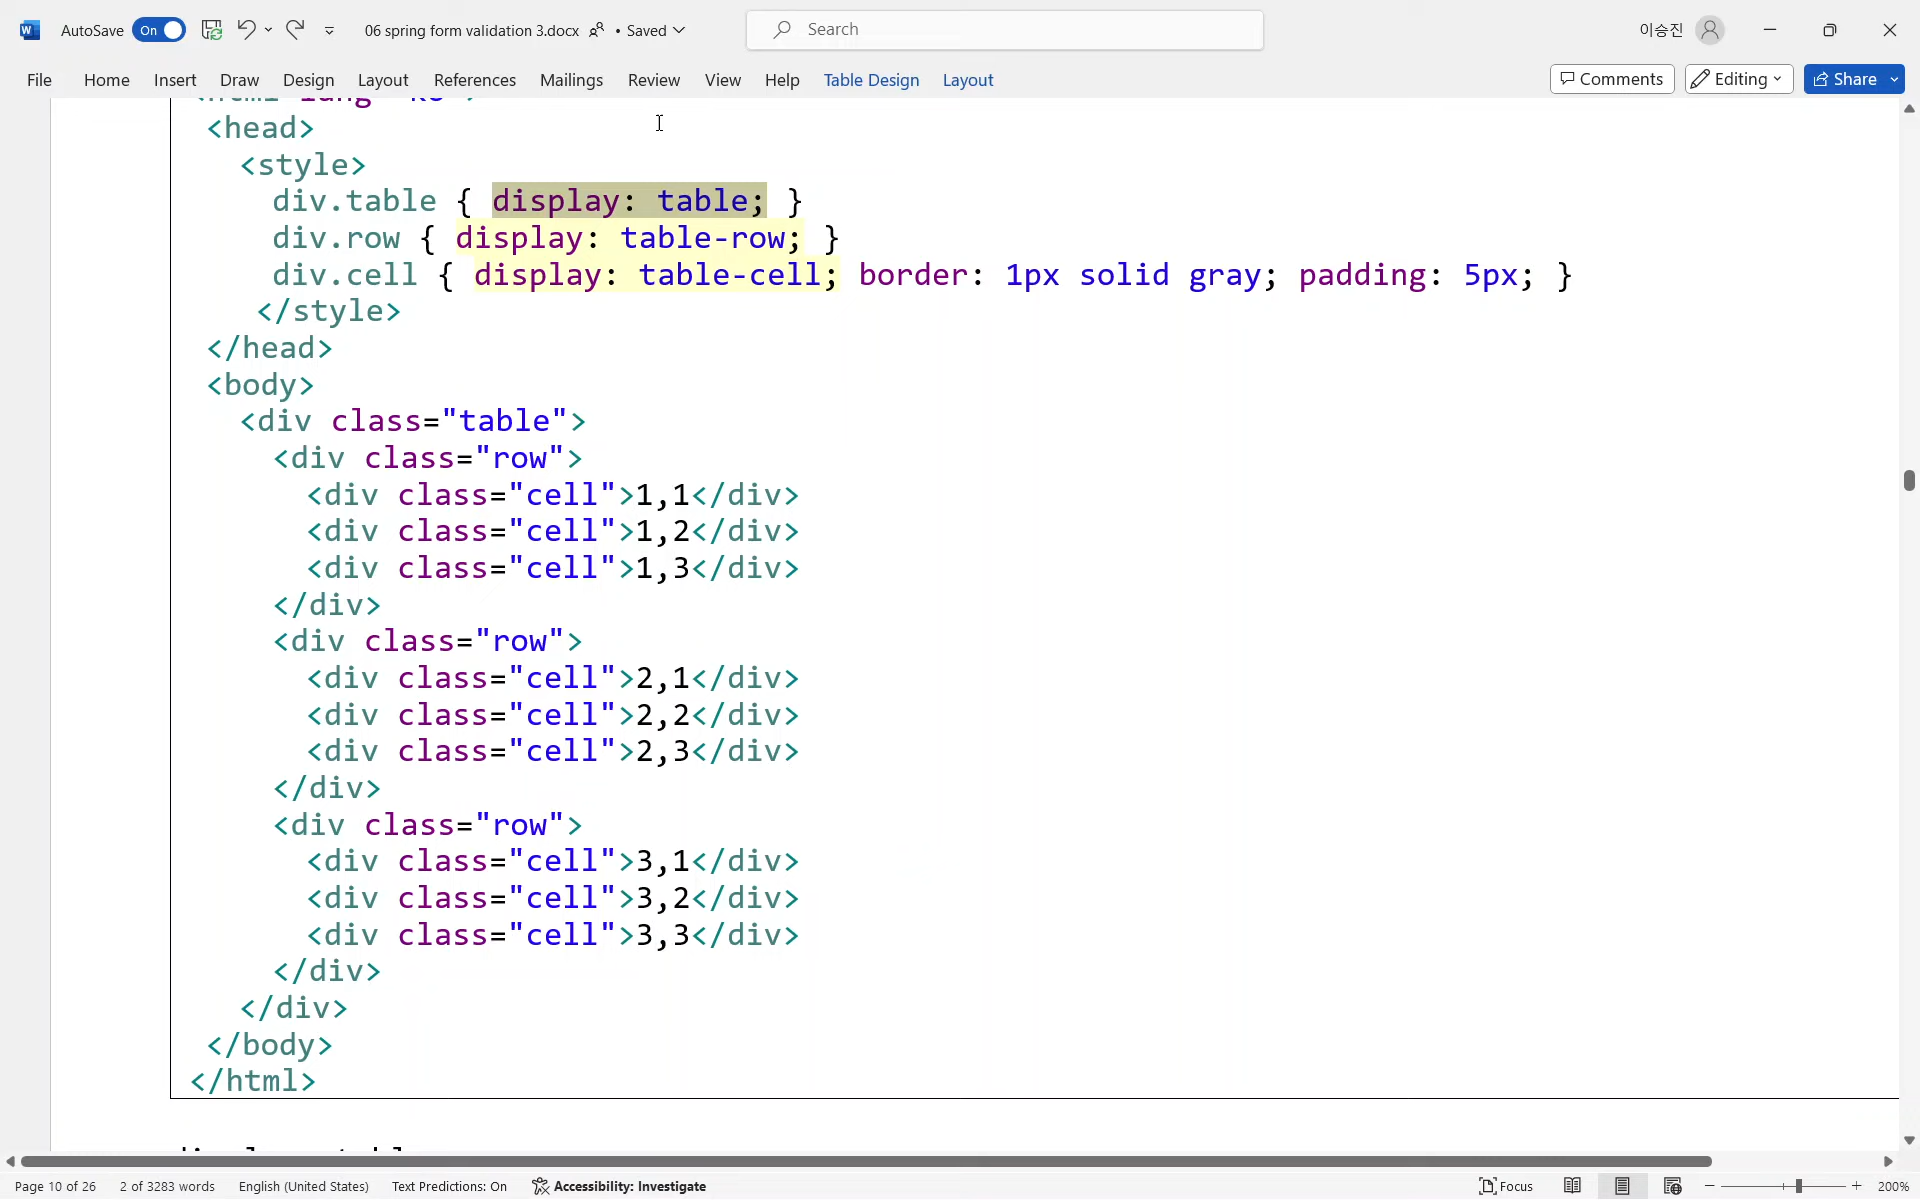 AutoSave On 06 spring form validation 3.docx • Saved Search 이승진
File Home Insert Draw Design Layout References Mailings Review View Help Table Design Layout Comments Editing Share
<head>
<style>
div.table { display: table; }
div.row { display: table-row; }
div.cell { display: table-cell; border: 1px solid gray; padding: 5px; }
</style>
</head>
<body>
<div class="table">
<div class="row">
<div class="cell">1,1</div>
<div class="cell">1,2</div>
<div class="cell">1,3</div>
</div>
<div class="row">
<div class="cell">2,1</div>
<div class="cell">2,2</div>
<div class="cell">2,3</div>
</div>
<div class="row">
<div class="cell">3,1</div>
<div class="cell">3,2</div>
<div class="cell">3,3</div>
</div>
</div>
</body>
</html>
Page 10 of 26 2 of 3283 words English (United States) Text Predictions: On Accessibility: Investigate Focus 200%